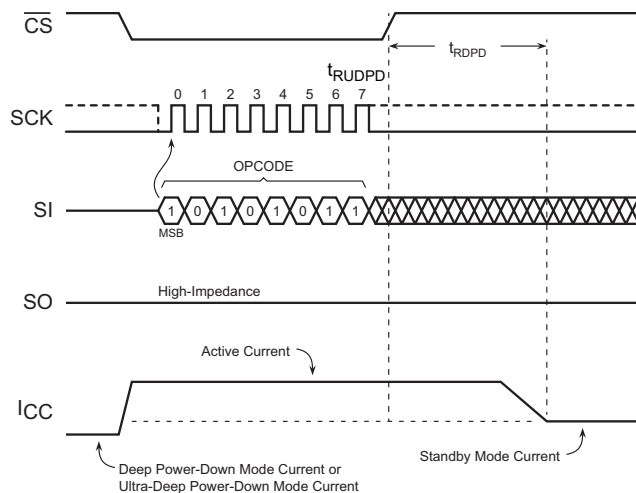 CS
tRDPD
tRUDPD
0 1 2 3 4 5 6 7
SCK
OPCODE
SI
1 0 1 0 1 0 1 1
MSB
SO
High-Impedance
Active Current
ICC
Deep Power-Down Mode Current or
Ultra-Deep Power-Down Mode Current
Standby Mode Current